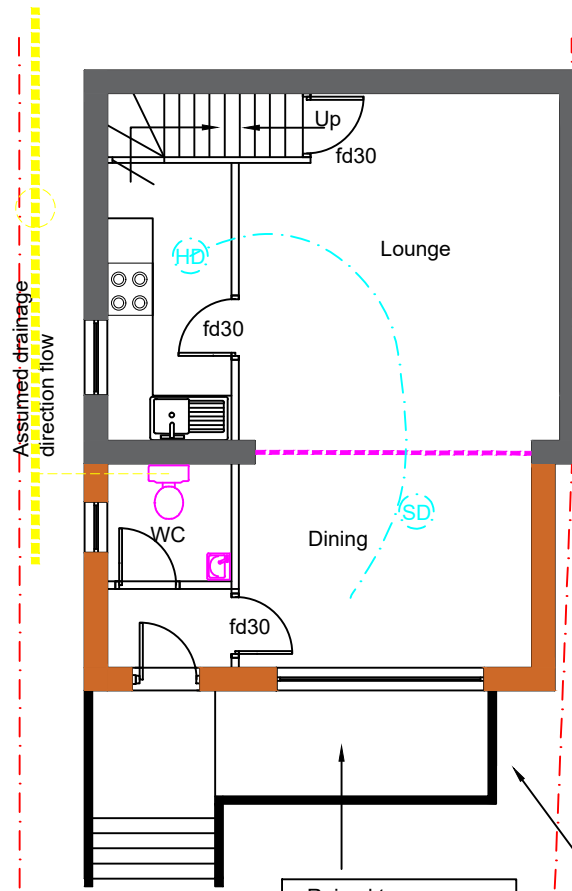 Up
fd30
Lounge
HD
fd30
Assumed drainage
direction flow
SD
WC
Dining
fd30